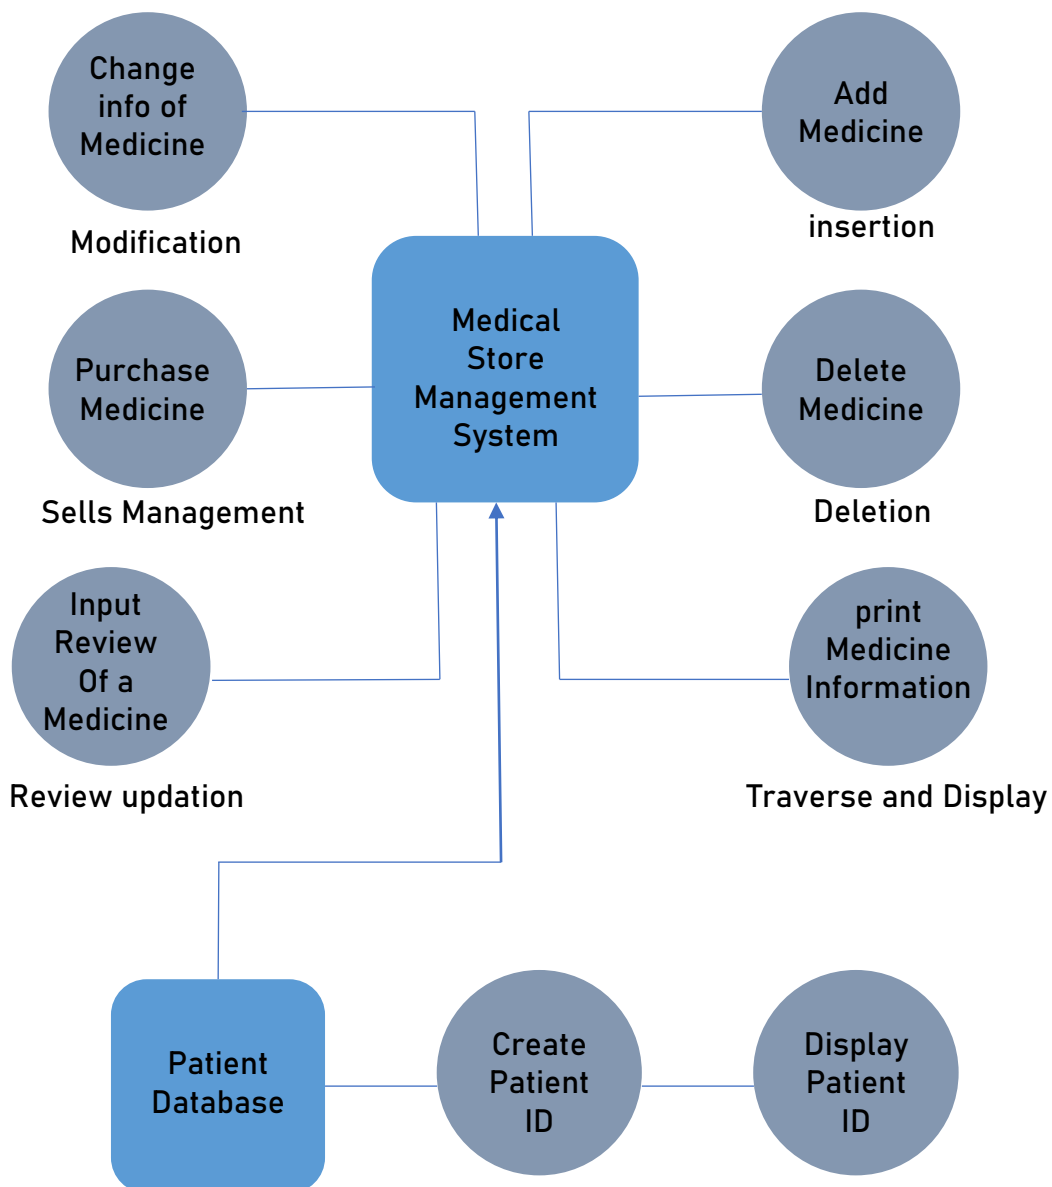 Change
info of
Medicine
Modification
Add
Medicine
insertion
Medical
Store
Management
System
Purchase
Medicine
Sells Management
Delete
Medicine
Deletion
Input
Review
Of a
Medicine
Review updation
print
Medicine
Information
Traverse and Display
Patient
Database
Create
Patient
ID
Display
Patient
ID